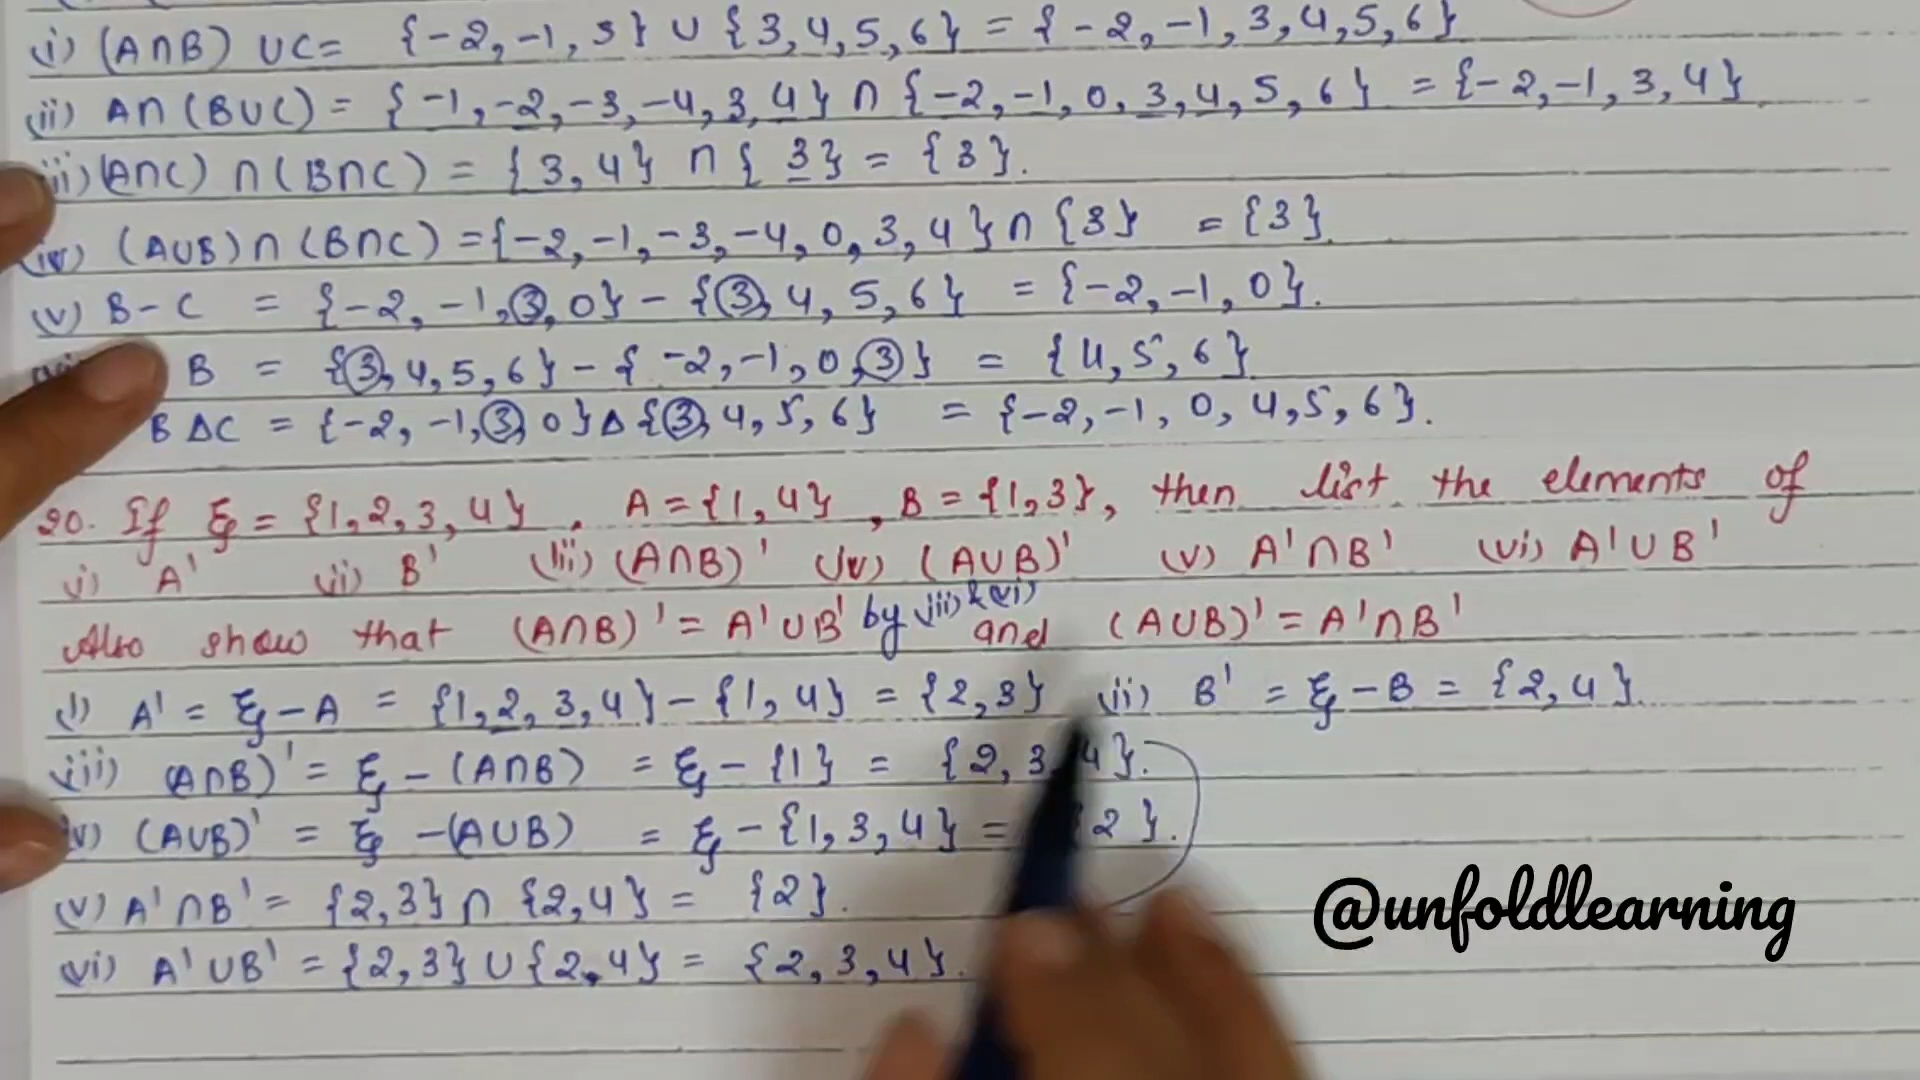 (i) (A∩B) ∪C= {-2,-1,3} ∪ {3,4,5,6} = {-2,-1,3,4,5,6}
(ii) A∩(B∪C) = {-1,-2,-3,-4,3,4} ∩ {-2,-1,0,3,4,5,6} = {-2,-1,3,4}
ii) (A∩C) ∩ (B∩C) = {3,4} ∩ {3} = {3}.
(iv) (A∪B)∩(B∩C) = {-2,-1,-3,-4,0,3,4} ∩ {3} = {3}.
(v) B-C = {-2,-1,3,0} - {3,4,5,6} = {-2,-1,0}.
B = {3,4,5,6} - {-2,-1,0,3} = {4,5,6}
B∆C = {-2,-1,3,0} ∆ {3,4,5,6} = {-2,-1,0,4,5,6}.
20. If ξ = {1,2,3,4}, A = {1,4}, B = {1,3}, then list the elements of
(i) A' (ii) B' (iii) (A∩B)' (iv) (A∪B)' (v) A'∩B' (vi) A'∪B'
Also show that (A∩B)' = A'∪B' by (iii) & (vi) and (A∪B)' = A'∩B'
(i) A' = ξ-A = {1,2,3,4} - {1,4} = {2,3} (ii) B' = ξ-B = {2,4}.
(iii) (A∩B)' = ξ-(A∩B) = ξ-{1} = {2,3,4}.
v) (A∪B)' = ξ-(A∪B) = ξ-{1,3,4} = {2}.
(v) A'∩B' = {2,3} ∩ {2,4} = {2}.
(vi) A'∪B' = {2,3} ∪ {2,4} = {2,3,4}.
@unfoldlearning